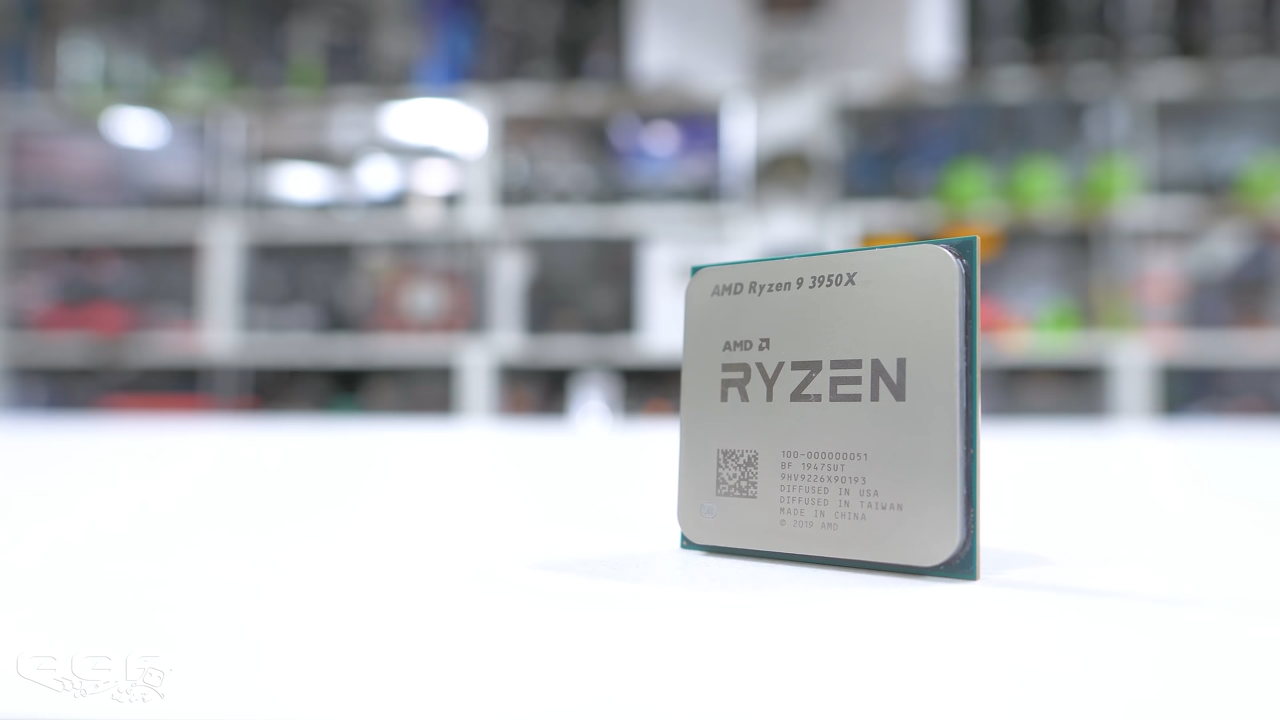 AMD Ryzen 9 3950X
AMD
RYZEN
100-000000051
BF 1947SUT
9HV9226X90193
DIFFUSED IN USA
DIFFUSED IN TAIWAN
MADE IN CHINA
© 2019 AMD